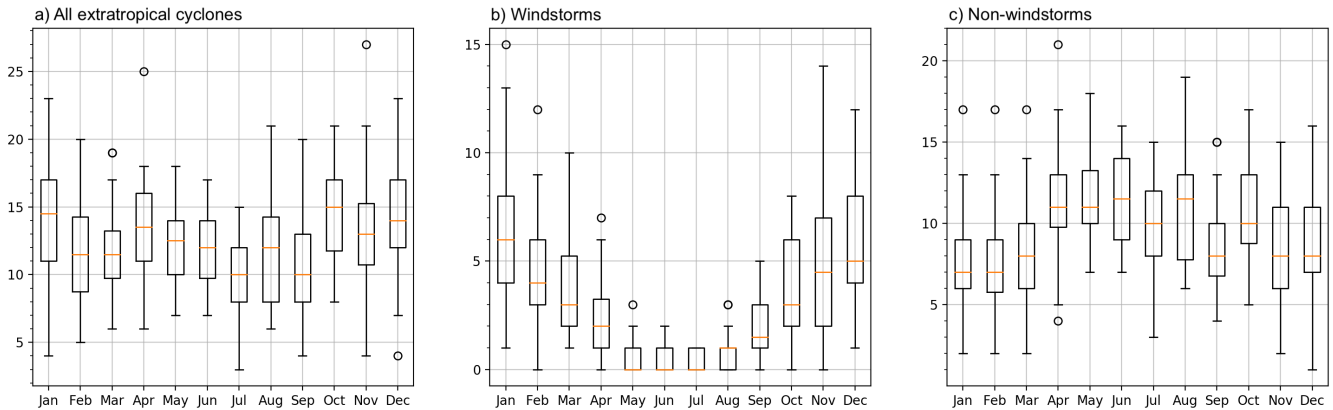 a) All extratropical cyclones
25
20
15
10
5
Jan Feb Mar Apr May Jun Jul Aug Sep Oct Nov Dec
b) Windstorms
15
10
5
0
Jan Feb Mar Apr May Jun Jul Aug Sep Oct Nov Dec
c) Non-windstorms
20
15
10
5
Jan Feb Mar Apr May Jun Jul Aug Sep Oct Nov Dec